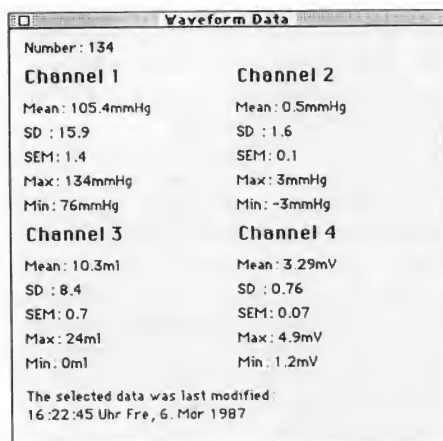 Waveform Data
Number: 134
Channel 1
Mean: 105.4mmHg
SD : 15.9
SEM: 1.4
Max: 134mmHg
Min: 76mmHg
Channel 2
Mean: 0.5mmHg
SD : 1.6
SEM: 0.1
Max: 3mmHg
Min: -3mmHg
Channel 3
Mean: 10.3ml
SD : 8.4
SEM: 0.7
Max: 24ml
Min: 0ml
Channel 4
Mean: 3.29mV
SD : 0.76
SEM: 0.07
Max: 4.9mV
Min: 1.2mV
The selected data was last modified:
16:22:45 Uhr Fre, 6. Mär 1987